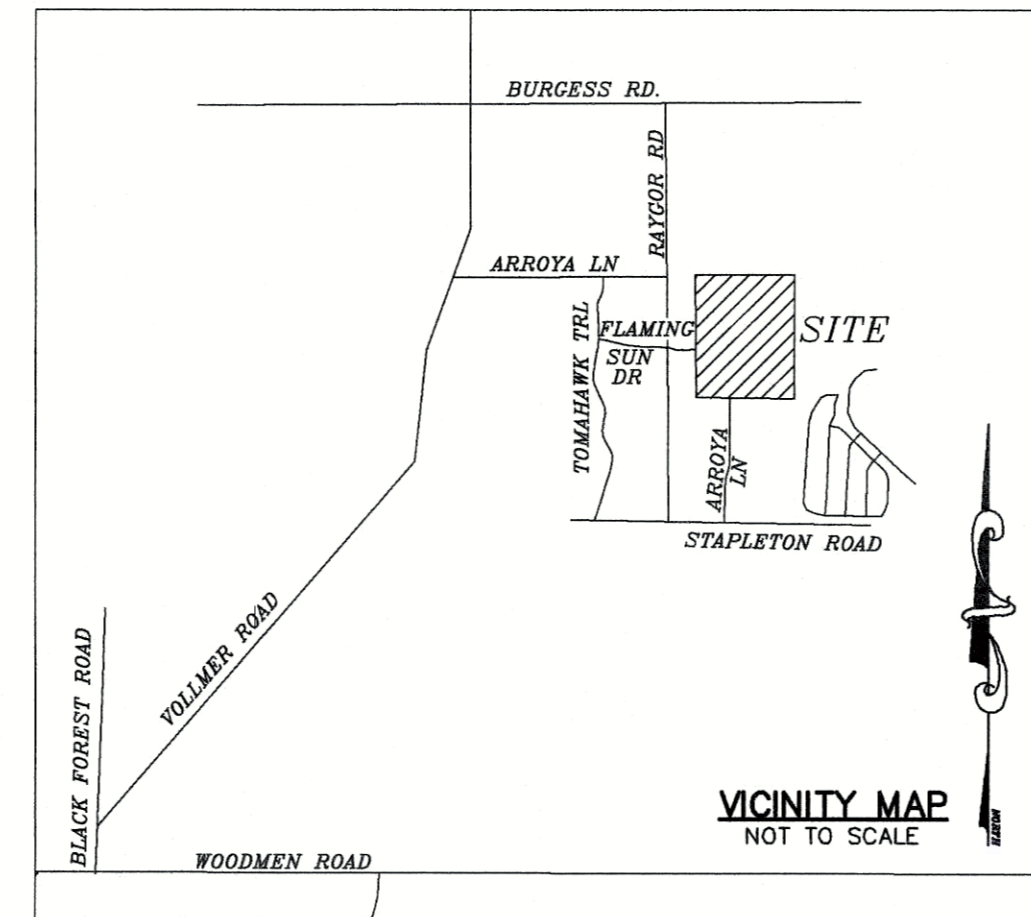 BURGESS RD.
RAYGOR RD
ARROYA LN
TOMAHAWK TRL
FLAMING
SUN
DR
SITE
ARROYA
LN
STAPLETON ROAD
VOLLMER ROAD
BLACK FOREST ROAD
WOODMEN ROAD
VICINITY MAP
NOT TO SCALE
NORTH